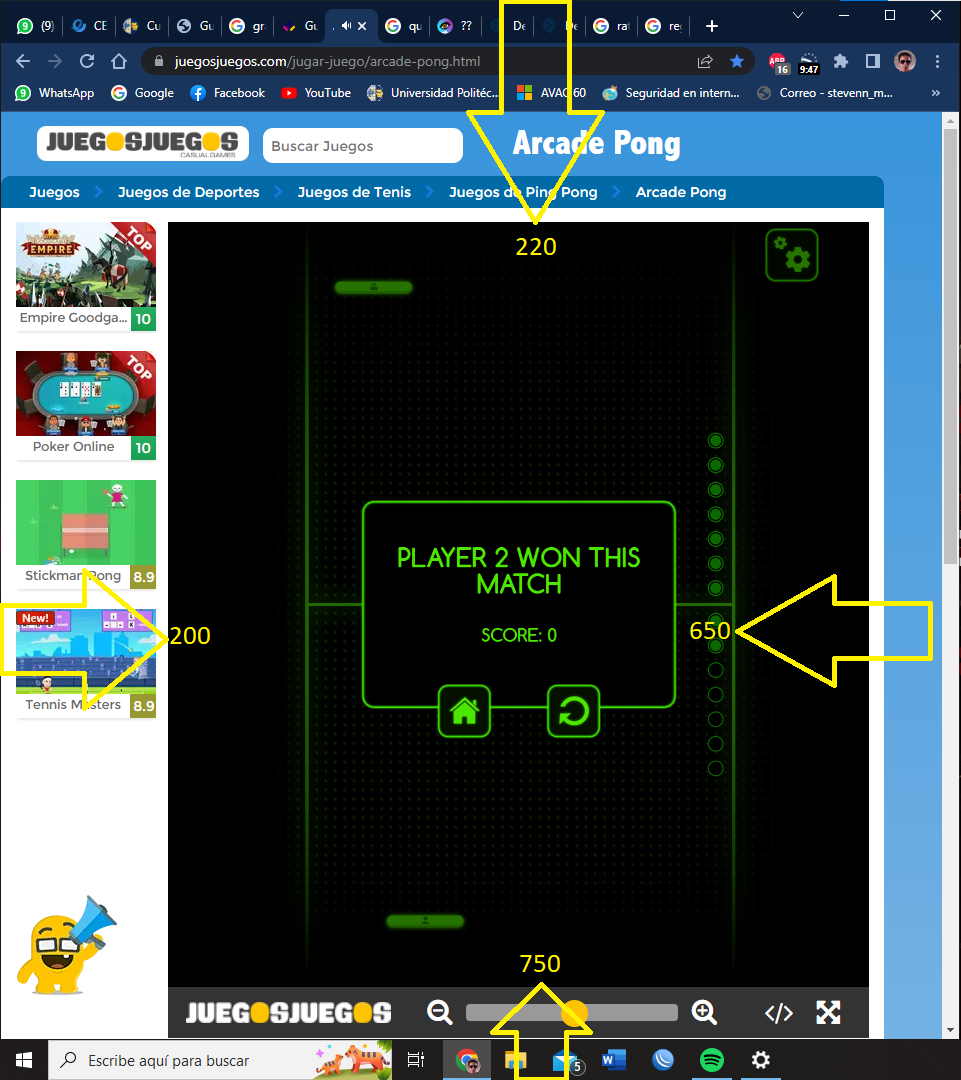 9
(9)
CE
Cu
Gu
gr
Gu
.
qu
??
De
De
ra
re
juegosjuegos.com/jugar-juego/arcade-pong.html
ABP
16
9:47
9
WhatsApp
Google
Facebook
YouTube
Universidad Politéc...
AVAC 60
Seguridad en intern...
Correo - stevenn_m...
»
JUEGOSJUEGOS
CASUAL GAMES
Buscar Juegos
Arcade Pong
Juegos
Juegos de Deportes
Juegos de Tenis
Juegos de Ping Pong
Arcade Pong
TOP
EMPIRE
Empire Goodga...
10
TOP
Poker Online
10
Stickman Pong
8.9
New!
Tennis Masters
8.9
220
200
650
750
PLAYER 2 WON THIS
MATCH
SCORE: 0
JUEGOSJUEGOS
</>
Escribe aquí para buscar
5